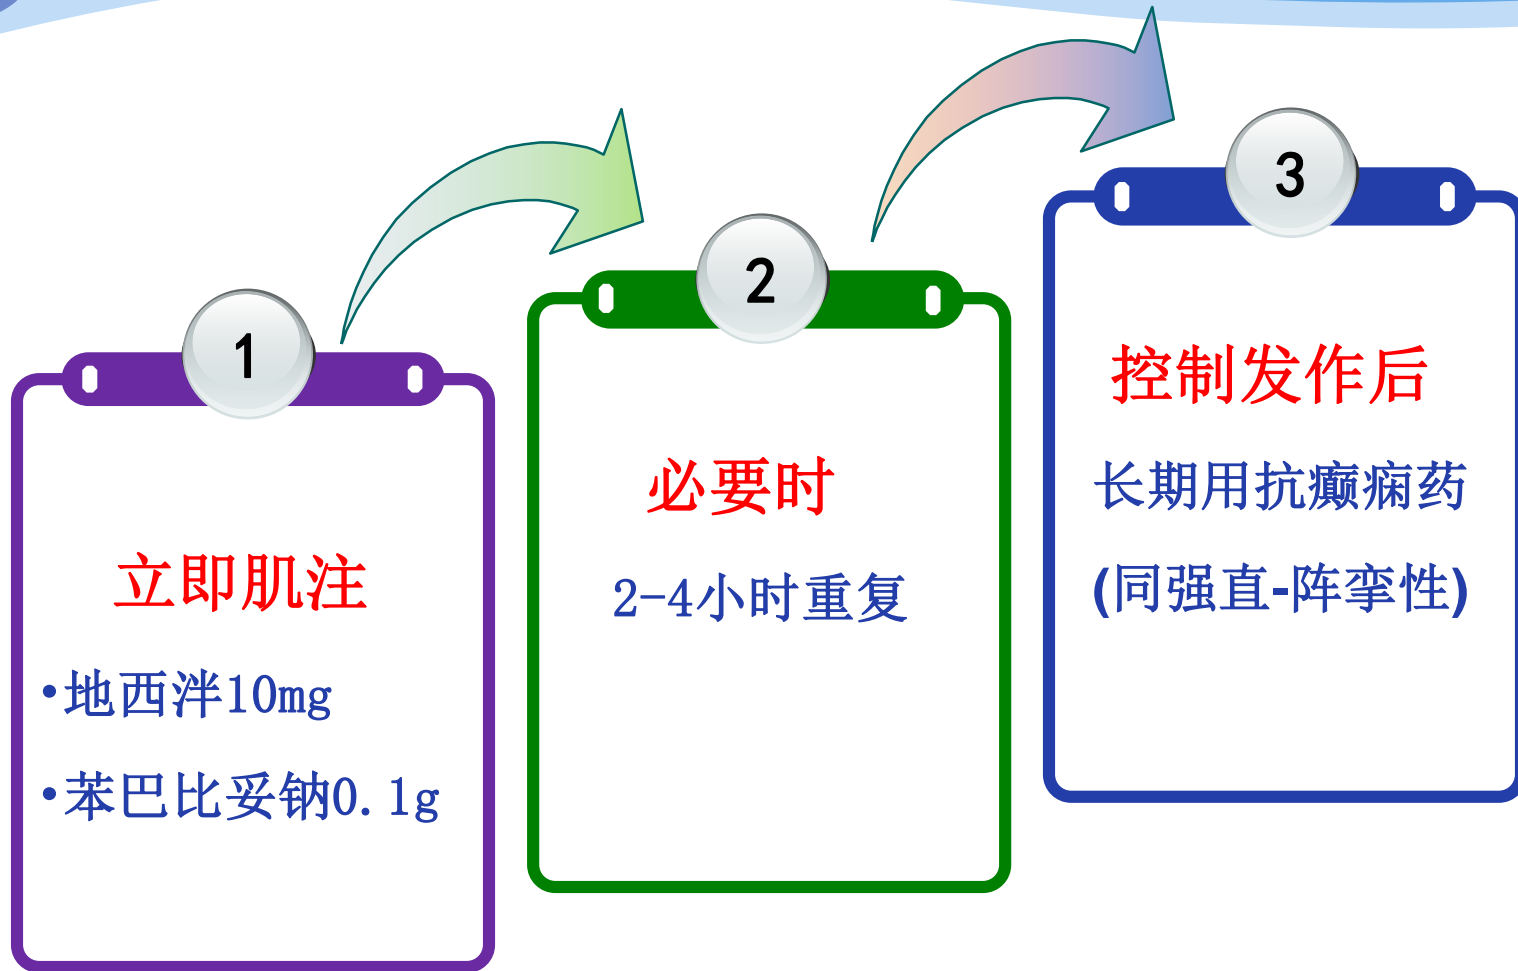 1
立即肌注
•地西泮10mg
•苯巴比妥钠0.1g
2
必要时
2-4小时重复
3
控制发作后
长期用抗癫痫药
(同强直-阵挛性)